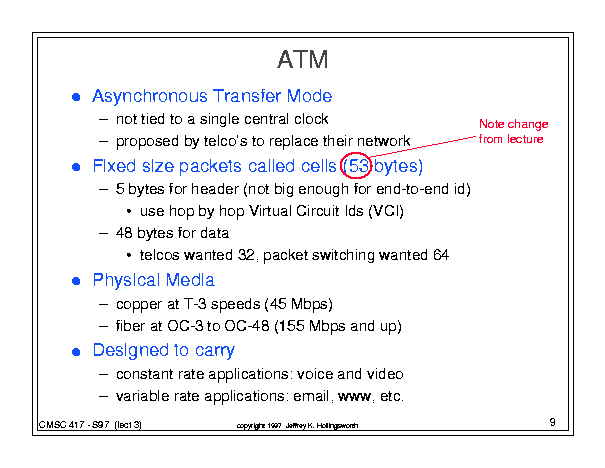 ATM
● Asynchronous Transfer Mode
– not tied to a single central clock
– proposed by telco's to replace their network
Note change
from lecture
● Fixed size packets called cells (53 bytes)
– 5 bytes for header (not big enough for end-to-end id)
• use hop by hop Virtual Circuit Ids (VCI)
– 48 bytes for data
• telcos wanted 32, packet switching wanted 64
● Physical Media
– copper at T-3 speeds (45 Mbps)
– fiber at OC-3 to OC-48 (155 Mbps and up)
● Designed to carry
– constant rate applications: voice and video
– variable rate applications: email, www, etc.
CMSC 417 - S97 (lect 3)
copyright 1997 Jeffrey K. Hollingsworth
9